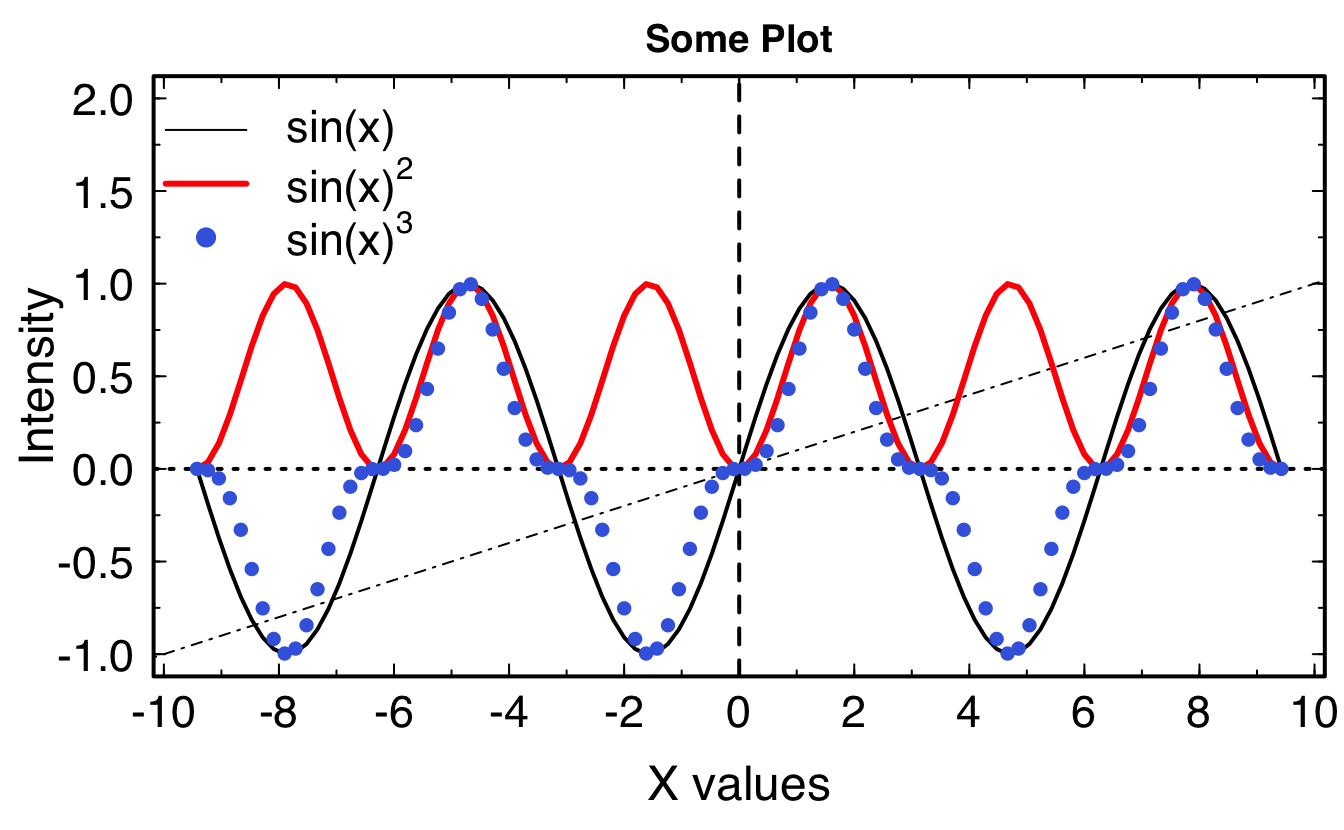 Some Plot
2.0
1.5
1.0
0.5
0.0
-0.5
-1.0
Intensity
sin(x)
sin(x)²
sin(x)³
-10 -8 -6 -4 -2 0 2 4 6 8 10
X values